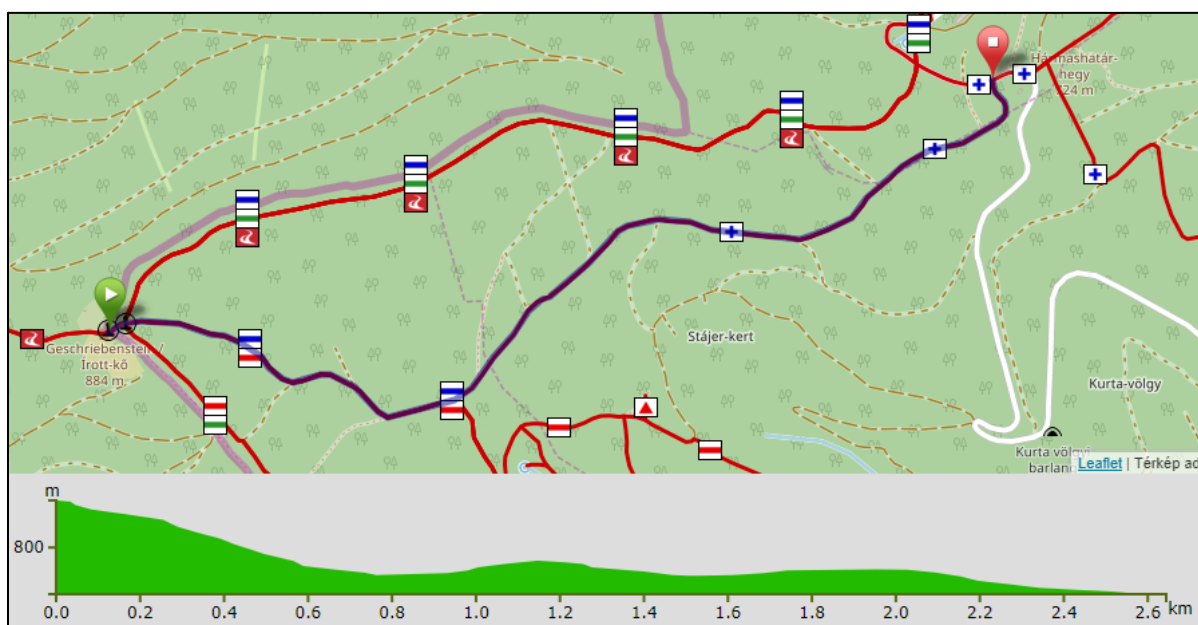 Hármashatár-
hegy
724 m
Geschriebenstein /
Írott-kő
884 m
Stájer-kert
Kurta-völgy
Kurta völgyi
Leaflet | Térkép ad
m
800
0.0 0.2 0.4 0.6 0.8 1.0 1.2 1.4 1.6 1.8 2.0 2.2 2.4 2.6 km